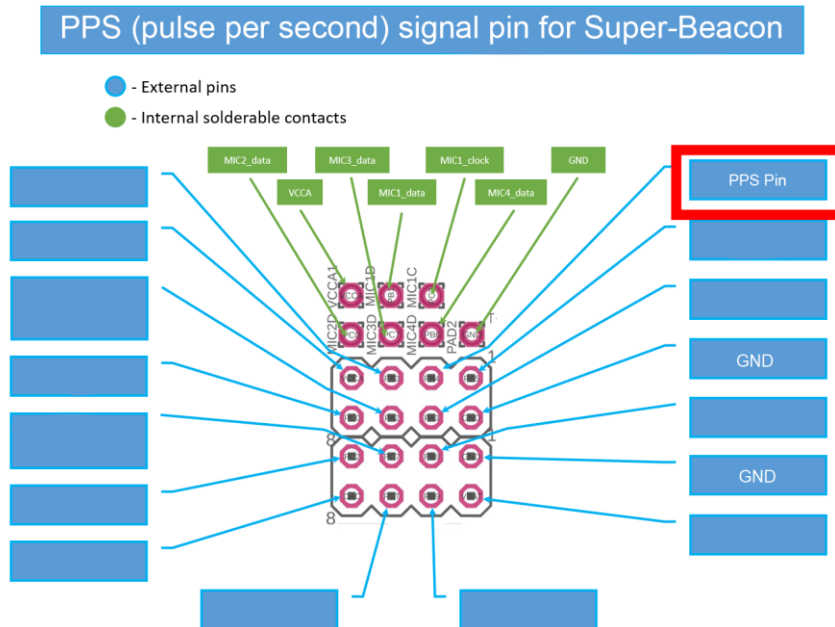 PPS (pulse per second) signal pin for Super-Beacon
- External pins
- Internal solderable contacts
MIC2_data
MIC3_data
MIC1_clock
GND
VCCA
MIC1_data
MIC4_data
PPS Pin
VCCA1
MIC1D
MIC1C
MIC2D
MIC3D
MIC4D
PAD2
1
GND
8
1
GND
8